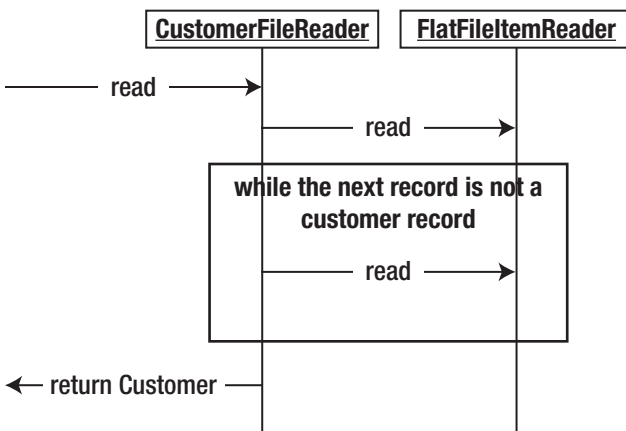 CustomerFileReader
FlatFileItemReader
read
read
while the next record is not a
customer record
read
return Customer